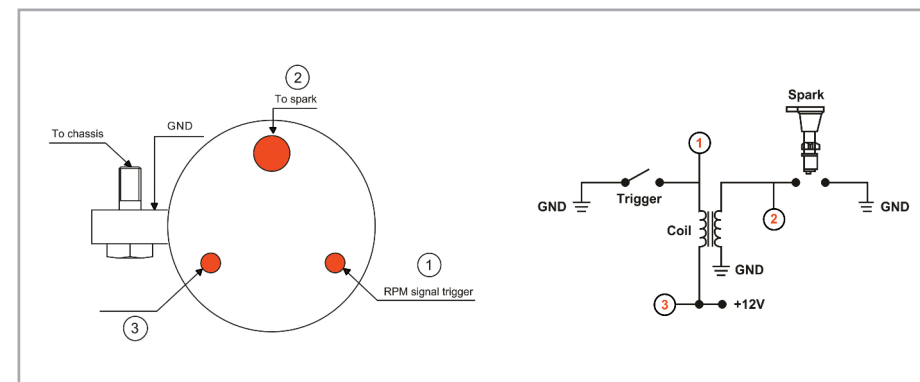 2
To spark
To chassis
GND
1
RPM signal trigger
3
Spark
1
GND
Trigger
2
GND
Coil
GND
3
+12V